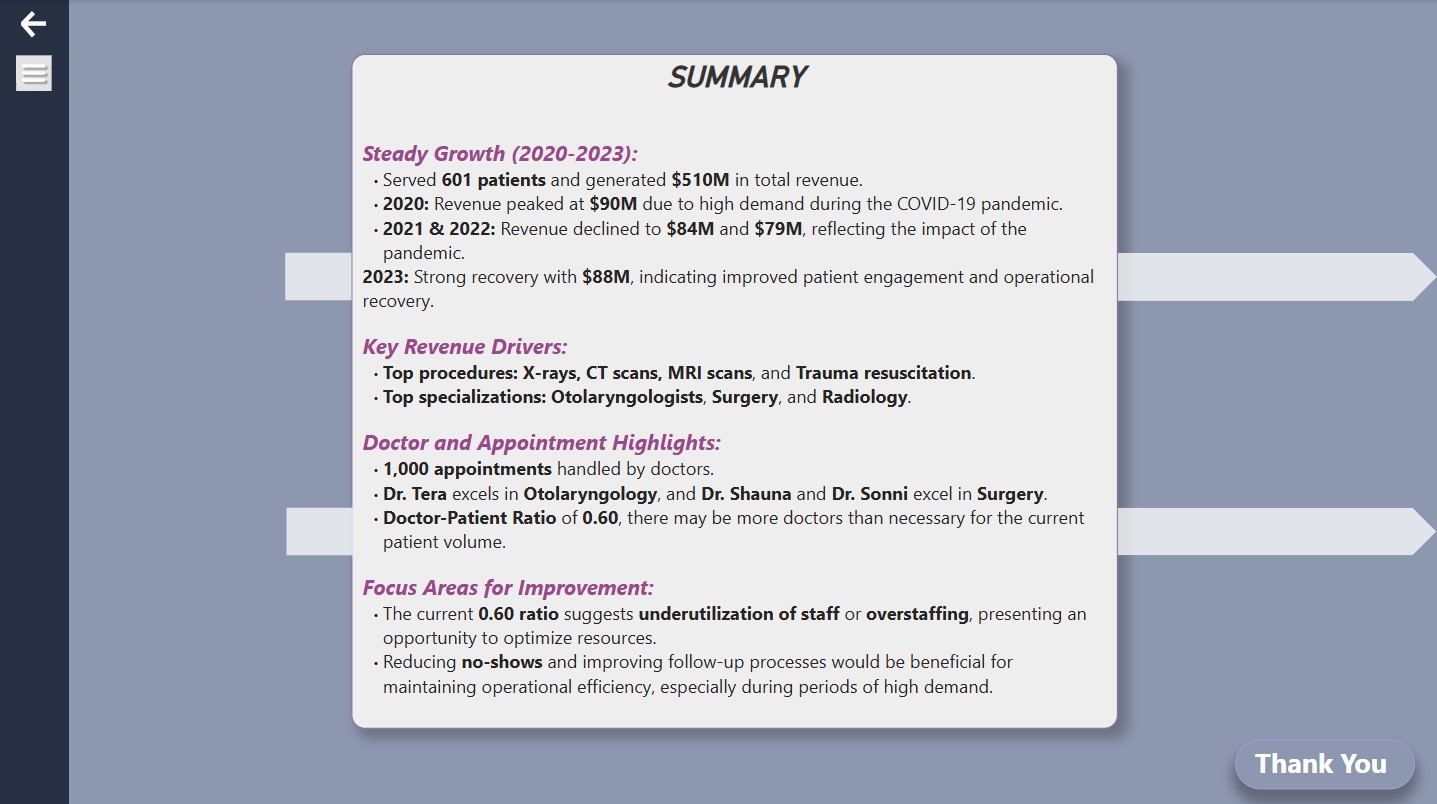 SUMMARY
Steady Growth (2020-2023):
• Served 601 patients and generated $510M in total revenue.
• 2020: Revenue peaked at $90M due to high demand during the COVID-19 pandemic.
• 2021 & 2022: Revenue declined to $84M and $79M, reflecting the impact of the
pandemic.
2023: Strong recovery with $88M, indicating improved patient engagement and operational
recovery.
Key Revenue Drivers:
• Top procedures: X-rays, CT scans, MRI scans, and Trauma resuscitation.
• Top specializations: Otolaryngologists, Surgery, and Radiology.
Doctor and Appointment Highlights:
• 1,000 appointments handled by doctors.
• Dr. Tera excels in Otolaryngology, and Dr. Shauna and Dr. Sonni excel in Surgery.
• Doctor-Patient Ratio of 0.60, there may be more doctors than necessary for the current
patient volume.
Focus Areas for Improvement:
• The current 0.60 ratio suggests underutilization of staff or overstaffing, presenting an
opportunity to optimize resources.
• Reducing no-shows and improving follow-up processes would be beneficial for
maintaining operational efficiency, especially during periods of high demand.
Thank You